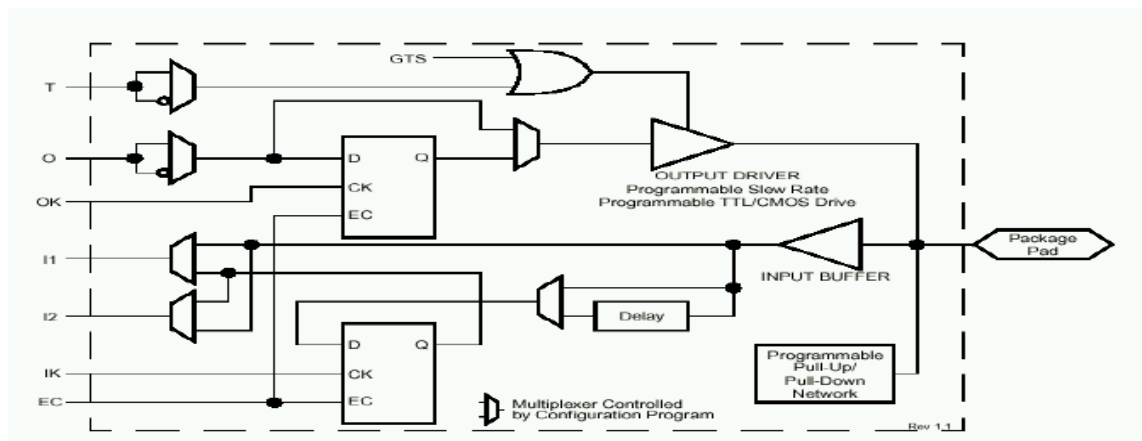 GTS
T
O
D
Q
OUTPUT DRIVER
Programmable Slew Rate
Programmable TTL/CMOS Drive
CK
OK
EC
Package
Pad
I1
INPUT BUFFER
I2
Delay
D
Q
Programmable
Pull-Up/
Pull-Down
Network
IK
CK
EC
EC
Multiplexer Controlled
by Configuration Program
Rev 1.1